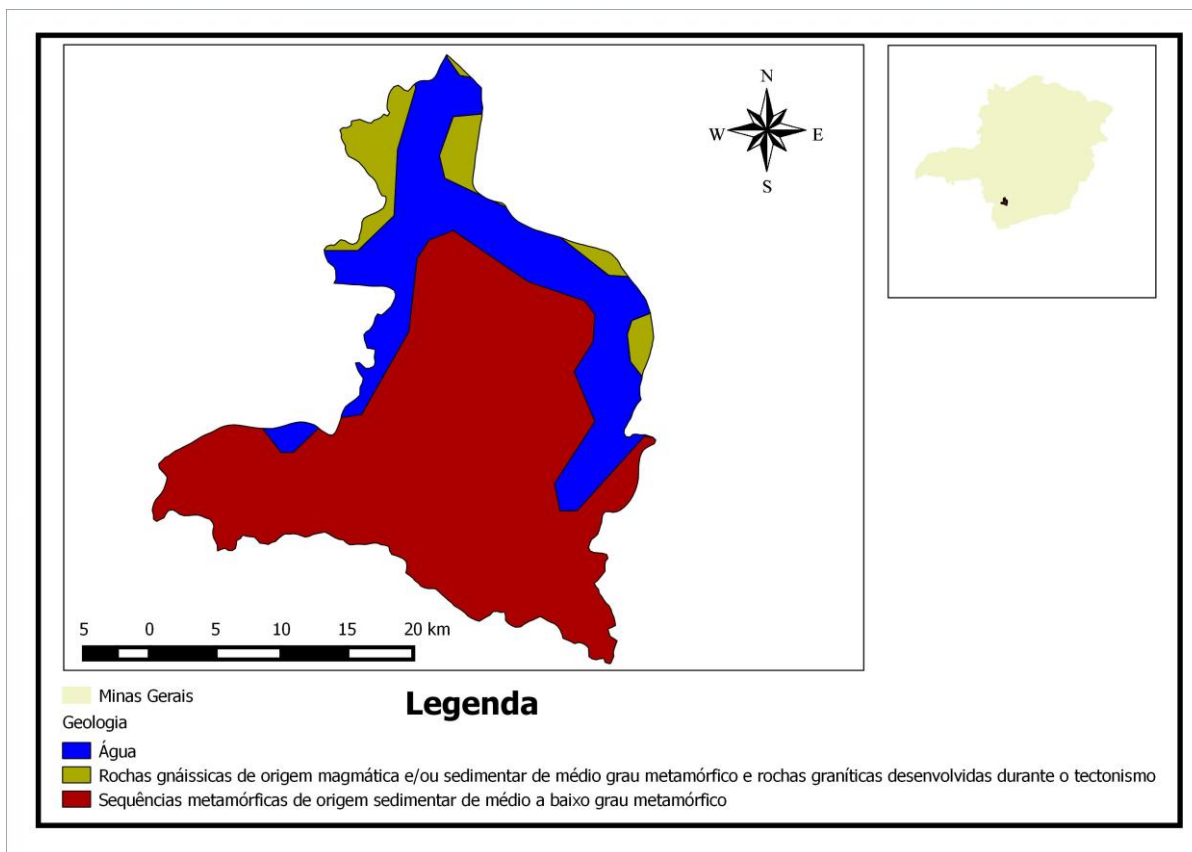 N
W
E
S
5 0 5 10 15 20 km
Minas Gerais
Legenda
Geologia
Água
Rochas gnáissicas de origem magmática e/ou sedimentar de médio grau metamórfico e rochas graníticas desenvolvidas durante o tectonismo
Sequências metamórficas de origem sedimentar de médio a baixo grau metamórfico